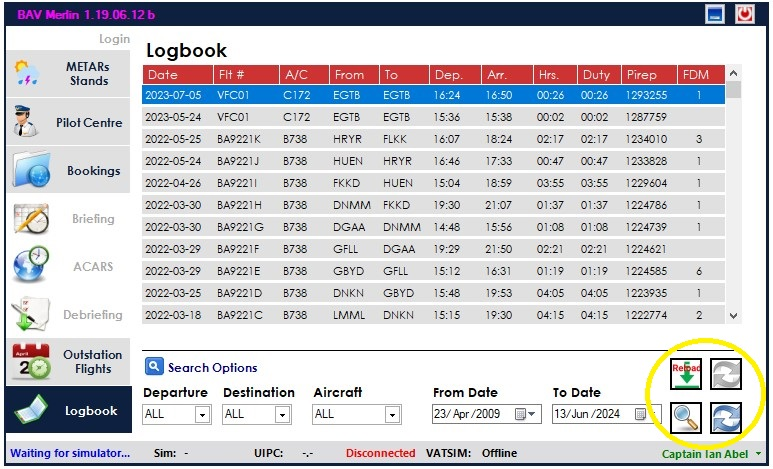 BAV Merlin 1.19.06.12 b
Login
METARs
Stands
Pilot Centre
Bookings
Briefing
ACARS
Debriefing
April
2
Outstation
Flights
Logbook
Logbook
Date Flt # A/C From To Dep. Arr. Hrs. Duty Pirep FDM
2023-07-05 VFC01 C172 EGTB EGTB 16:24 16:50 00:26 00:26 1293255 1
2023-05-24 VFC01 C172 EGTB EGTB 15:36 15:38 00:02 00:02 1287759
2022-05-25 BA9221K B738 HRYR FLKK 16:07 18:24 02:17 02:17 1234010 3
2022-05-24 BA9221J B738 HUEN HRYR 16:46 17:33 00:47 00:47 1233828 1
2022-04-26 BA9221I B738 FKKD HUEN 15:04 18:59 03:55 03:55 1229604 1
2022-03-30 BA9221H B738 DNMM FKKD 19:30 21:07 01:37 01:37 1224786 1
2022-03-30 BA9221G B738 DGAA DNMM 14:48 15:56 01:08 01:08 1224739 1
2022-03-29 BA9221F B738 GFLL DGAA 19:29 21:50 02:21 02:21 1224621
2022-03-29 BA9221E B738 GBYD GFLL 15:12 16:31 01:19 01:19 1224585 6
2022-03-25 BA9221D B738 DNKN GBYD 15:48 19:53 04:05 04:05 1223935 1
2022-03-18 BA9221C B738 LMML DNKN 15:15 19:30 04:15 04:15 1222774 2
Search Options
Reload
Departure Destination Aircraft From Date To Date
ALL ALL ALL 23/ Apr /2009 13/Jun /2024
Waiting for simulator... Sim: - UIPC: -.- Disconnected VATSIM: Offline Captain Ian Abel